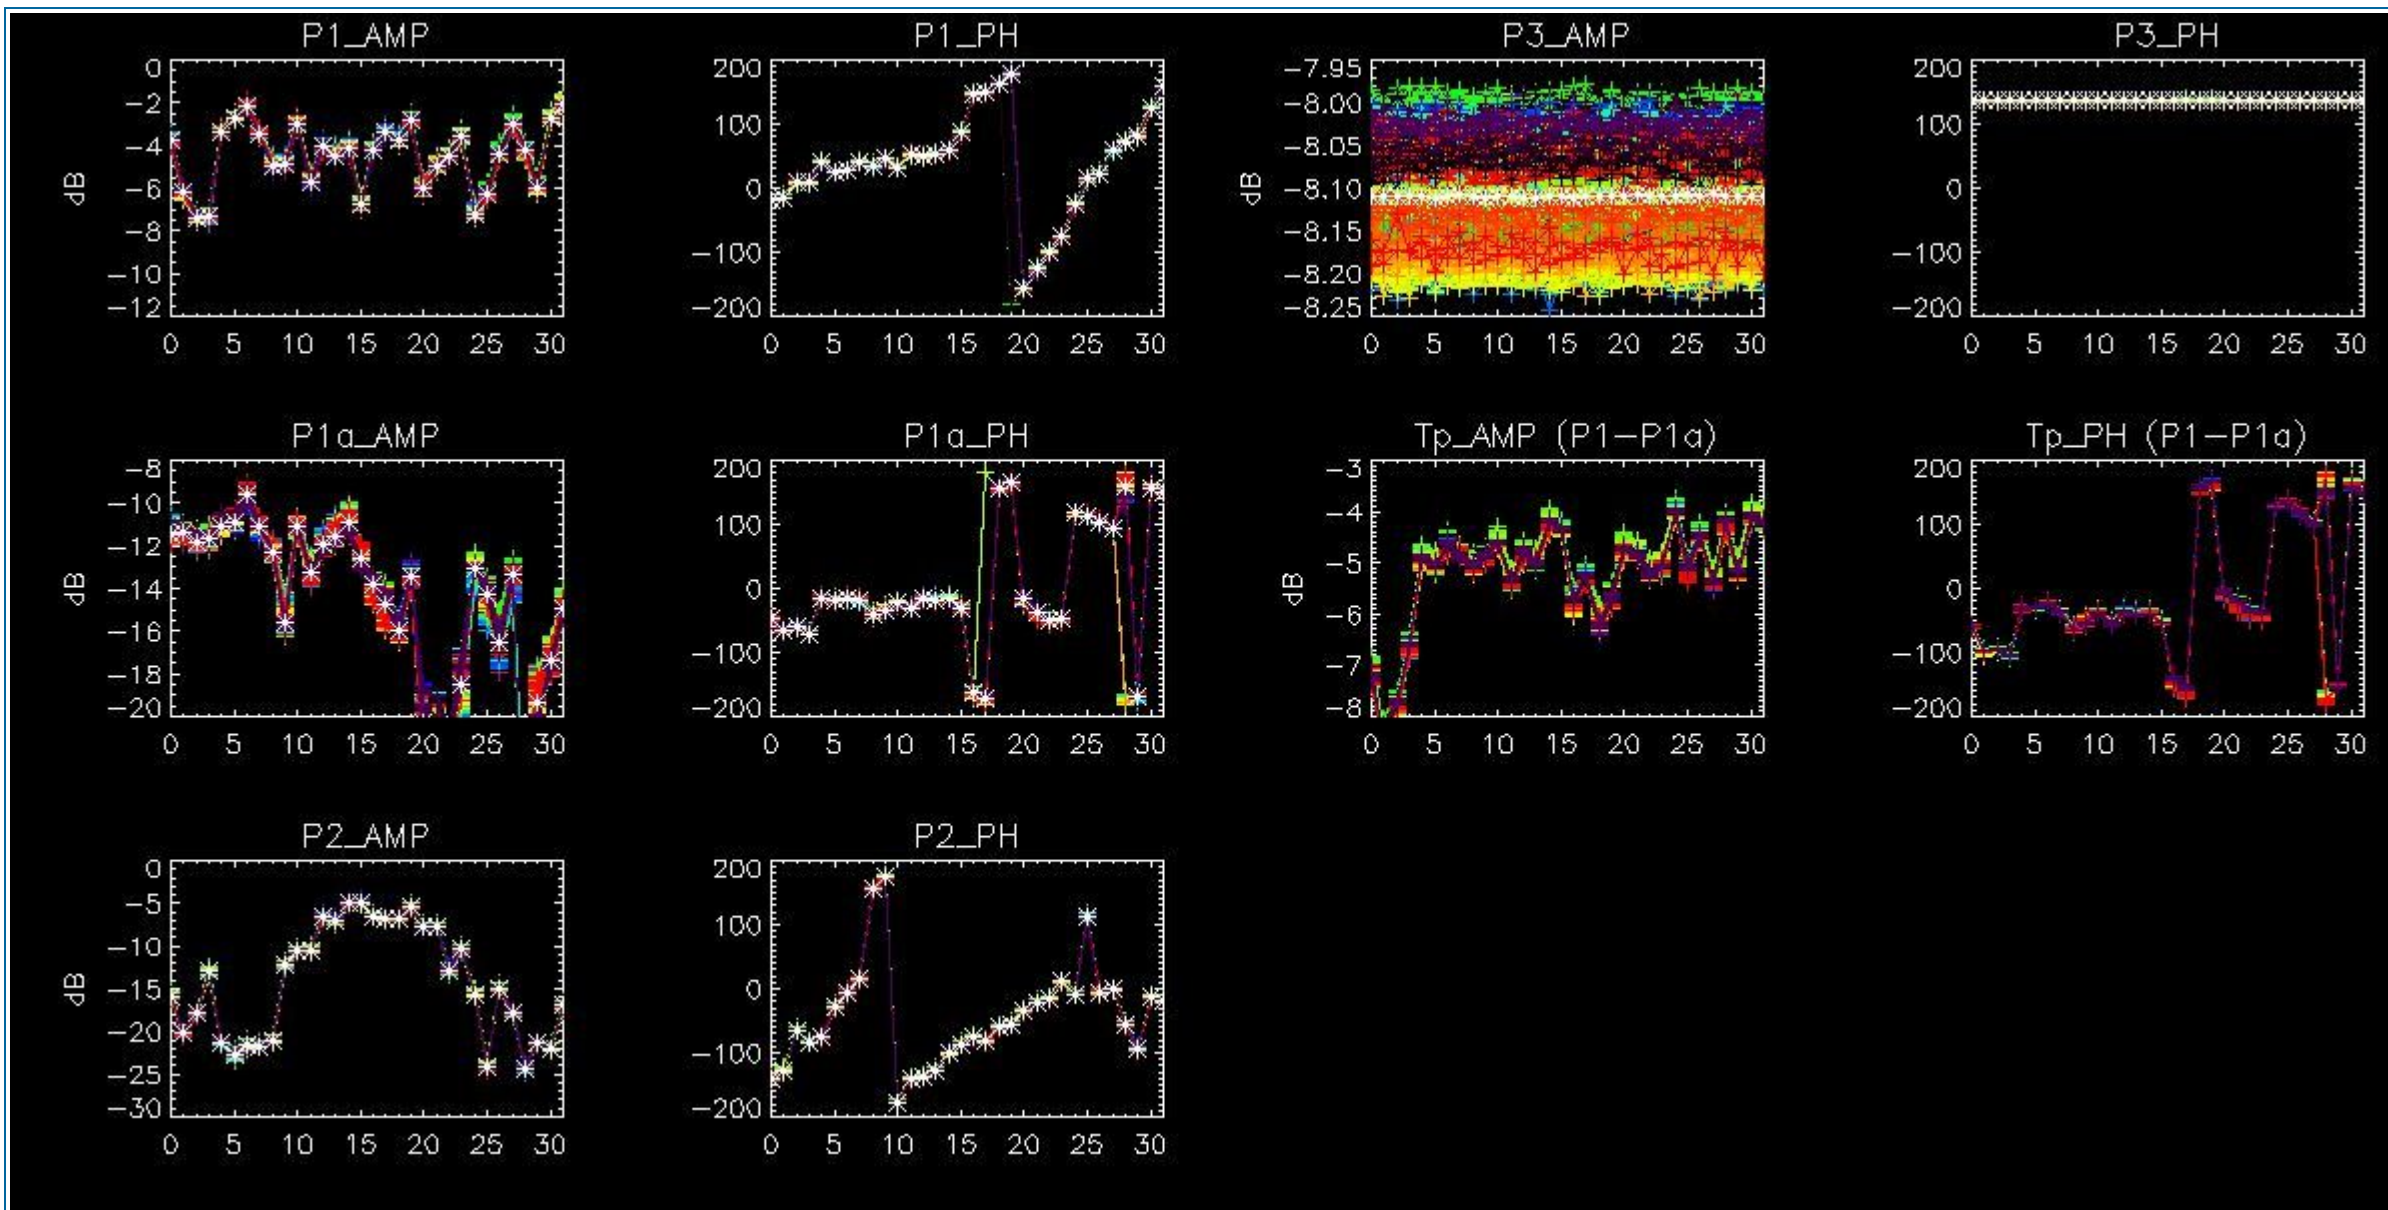 P1_AMP
0
−2
−4
−6
−8
−10
−12
dB
0 5 10 15 20 25 30
P1_PH
200
100
0
−100
−200
0 5 10 15 20 25 30
P3_AMP
−7.95
−8.00
−8.05
−8.10
−8.15
−8.20
−8.25
dB
0 5 10 15 20 25 30
P3_PH
200
100
0
−100
−200
0 5 10 15 20 25 30
P1a_AMP
−8
−10
−12
−14
−16
−18
−20
dB
0 5 10 15 20 25 30
P1a_PH
200
100
0
−100
−200
0 5 10 15 20 25 30
Tp_AMP (P1−P1a)
−3
−4
−5
−6
−7
−8
dB
0 5 10 15 20 25 30
Tp_PH (P1−P1a)
200
100
0
−100
−200
0 5 10 15 20 25 30
P2_AMP
0
−5
−10
−15
−20
−25
−30
dB
0 5 10 15 20 25 30
P2_PH
200
100
0
−100
−200
0 5 10 15 20 25 30